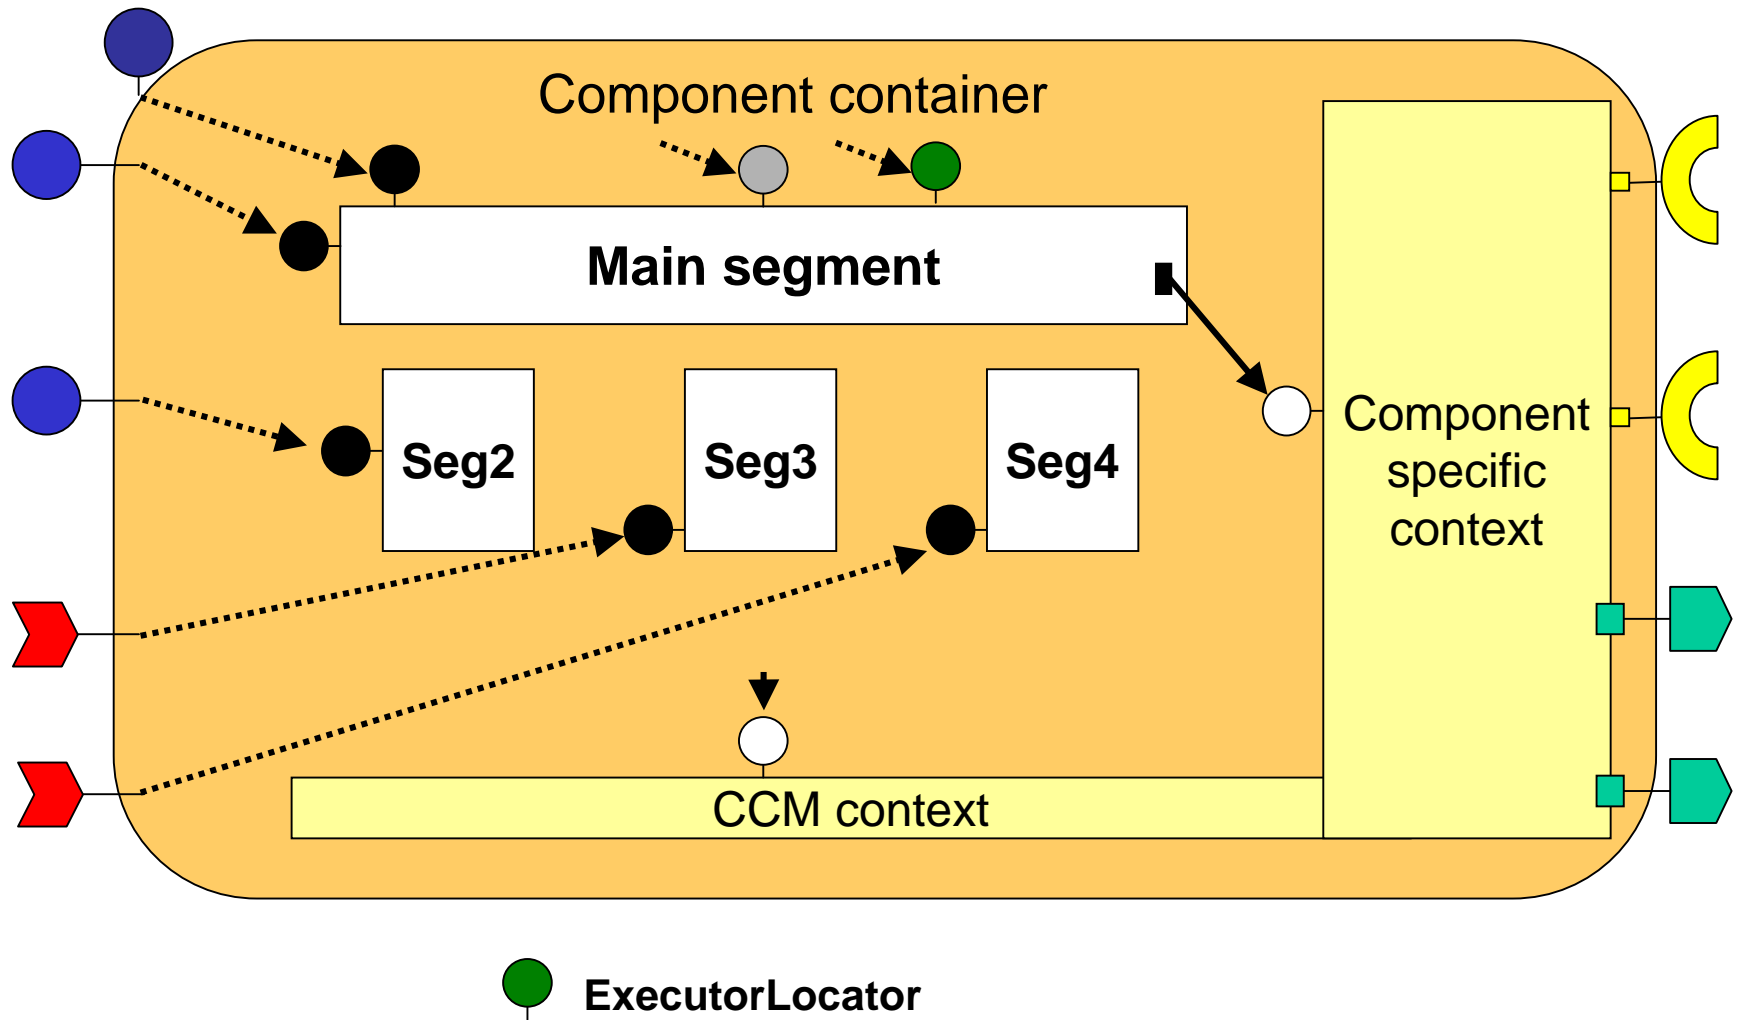 Component container
Main segment
Seg2
Seg3
Seg4
Component
specific
context
CCM context
ExecutorLocator